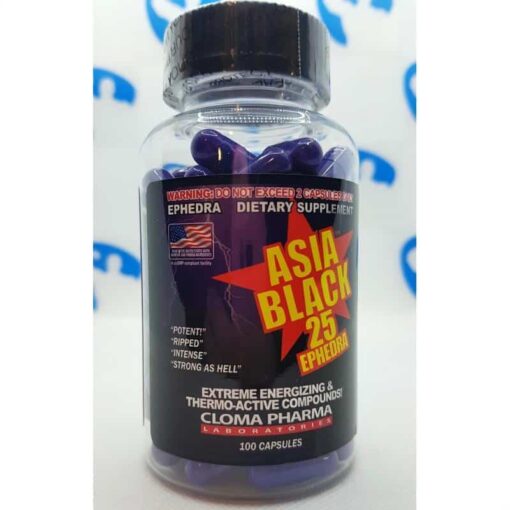 WARNING: DO NOT EXCEED 2 CAPSULES
EPHEDRA DIETARY SUPPLEMENT
ASIA
BLACK
25
EPHEDRA
"POTENT!"
"RIPPED"
"INTENSE"
"STRONG AS HELL"
EXTREME ENERGIZING &
THERMO-ACTIVE COMPOUNDS!
CLOMA PHARMA
LABORATORIES
100 CAPSULES